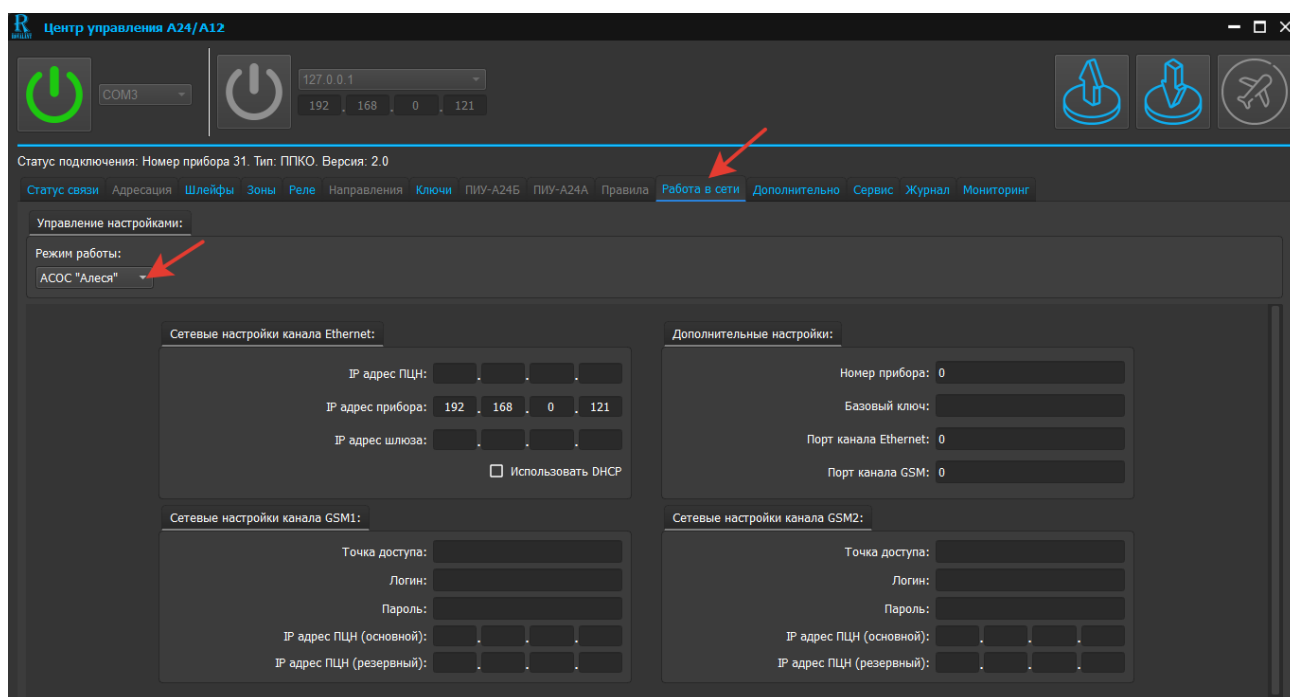 R Центр управления A24/A12
COM3
127.0.0.1
192 . 168 . 0 . 121
Статус подключения: Номер прибора 31. Тип: ППКО. Версия: 2.0
Статус связи Адресация Шлейфы Зоны Реле Направления Ключи ПИУ-А24Б ПИУ-А24А Правила Работа в сети Дополнительно Сервис Журнал Мониторинг
Управление настройками:
Режим работы:
АСОС "Алеся"
Сетевые настройки канала Ethernet:
IP адрес ПЦН: . . .
IP адрес прибора: 192 . 168 . 0 . 121
IP адрес шлюза: . . .
Использовать DHCP
Дополнительные настройки:
Номер прибора: 0
Базовый ключ:
Порт канала Ethernet: 0
Порт канала GSM: 0
Сетевые настройки канала GSM1:
Точка доступа:
Логин:
Пароль:
IP адрес ПЦН (основной): . . .
IP адрес ПЦН (резервный): . . .
Сетевые настройки канала GSM2:
Точка доступа:
Логин:
Пароль:
IP адрес ПЦН (основной): . . .
IP адрес ПЦН (резервный): . . .